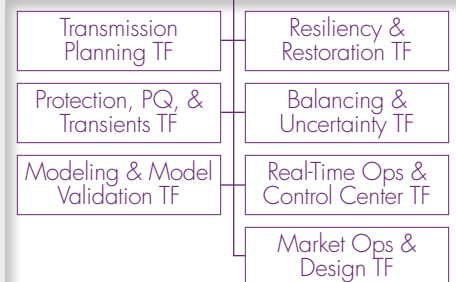 Transmission
Planning TF
Resiliency &
Restoration TF
Protection, PQ, &
Transients TF
Balancing &
Uncertainty TF
Modeling & Model
Validation TF
Real-Time Ops &
Control Center TF
Market Ops &
Design TF